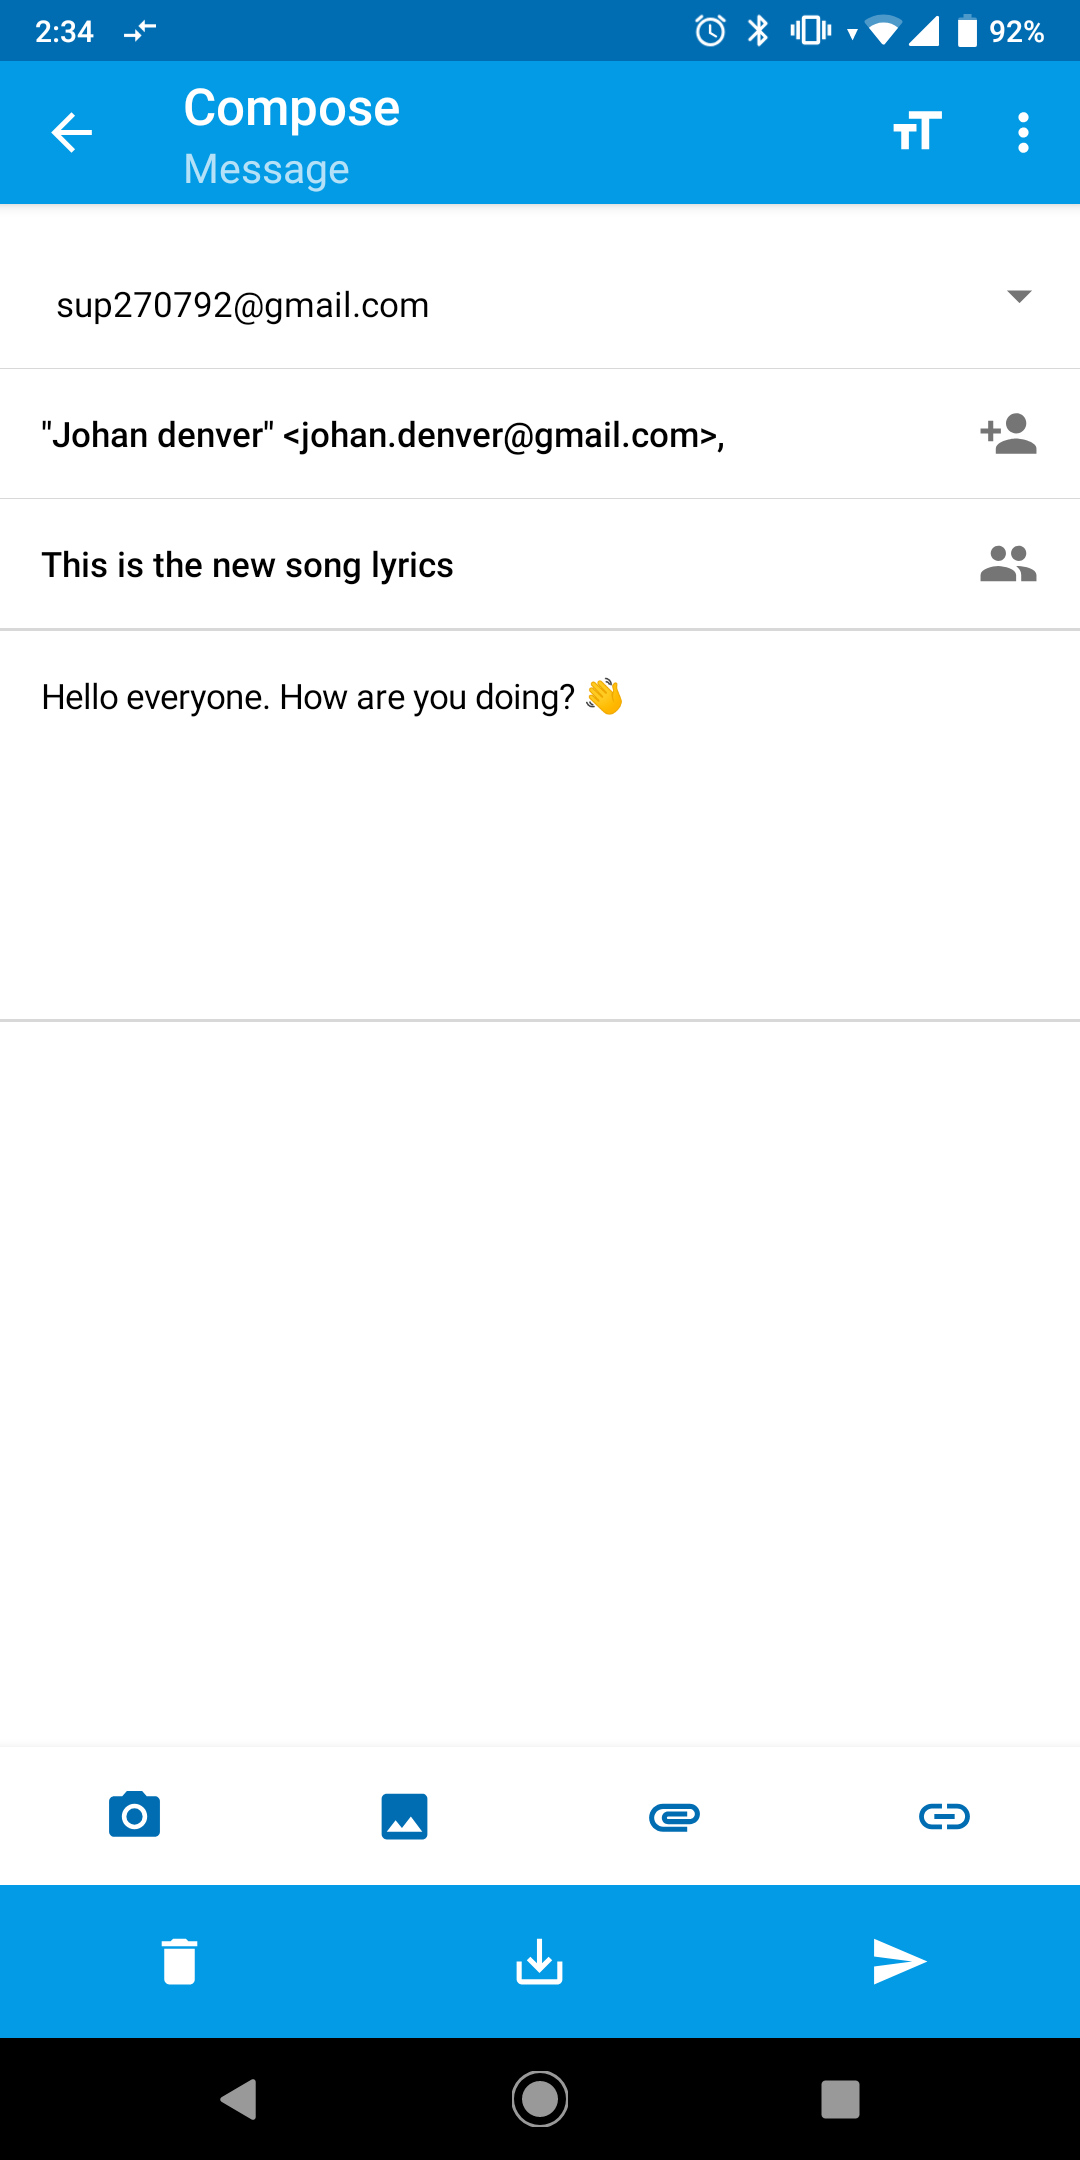 2:34 92%
Compose
Message
sup270792@gmail.com
"Johan denver" <johan.denver@gmail.com>,
This is the new song lyrics
Hello everyone. How are you doing? 👋